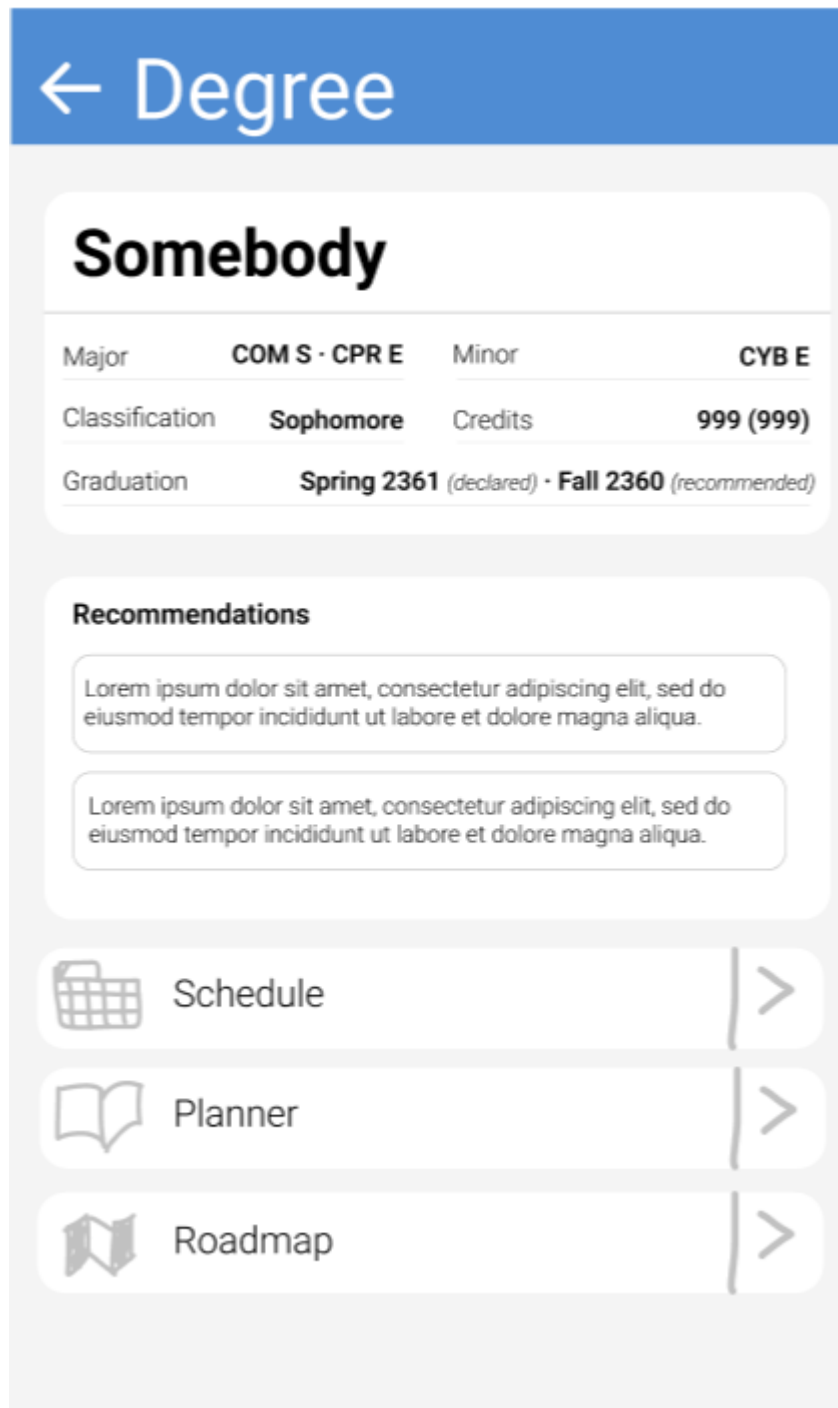 Degree
Somebody
Major COM S · CPR E Minor CYB E
Classification Sophomore Credits 999 (999)
Graduation Spring 2361 (declared) · Fall 2360 (recommended)
Recommendations
Lorem ipsum dolor sit amet, consectetur adipiscing elit, sed do
eiusmod tempor incididunt ut labore et dolore magna aliqua.
Lorem ipsum dolor sit amet, consectetur adipiscing elit, sed do
eiusmod tempor incididunt ut labore et dolore magna aliqua.
Schedule
Planner
Roadmap